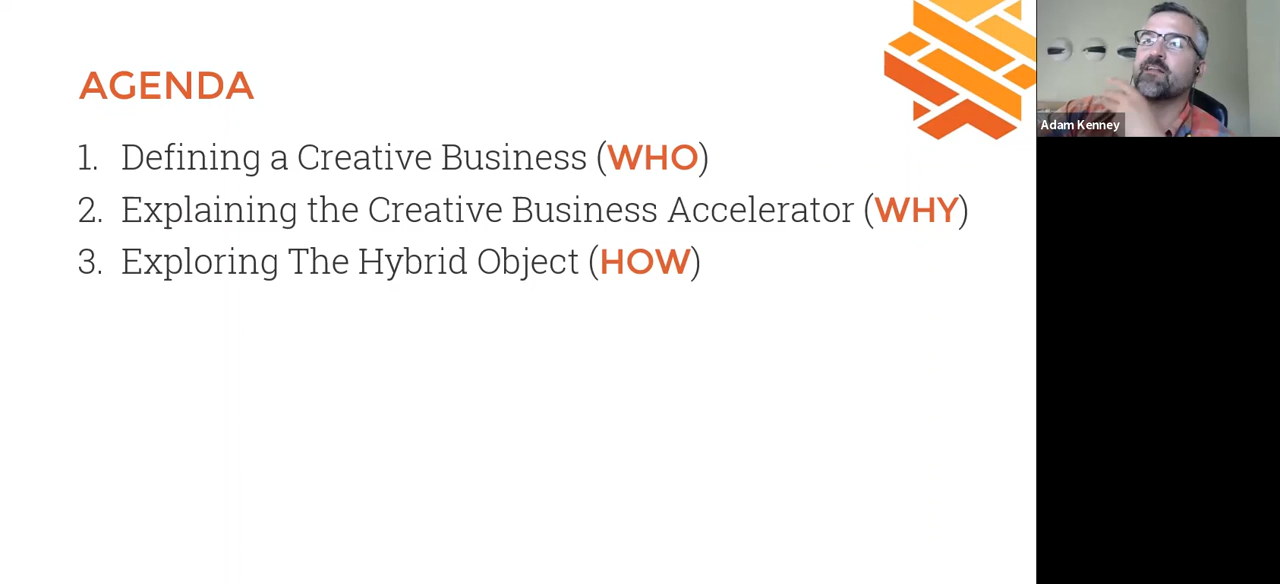 AGENDA
1. Defining a Creative Business (WHO)
2. Explaining the Creative Business Accelerator (WHY)
3. Exploring The Hybrid Object (HOW)
Adam Kenney